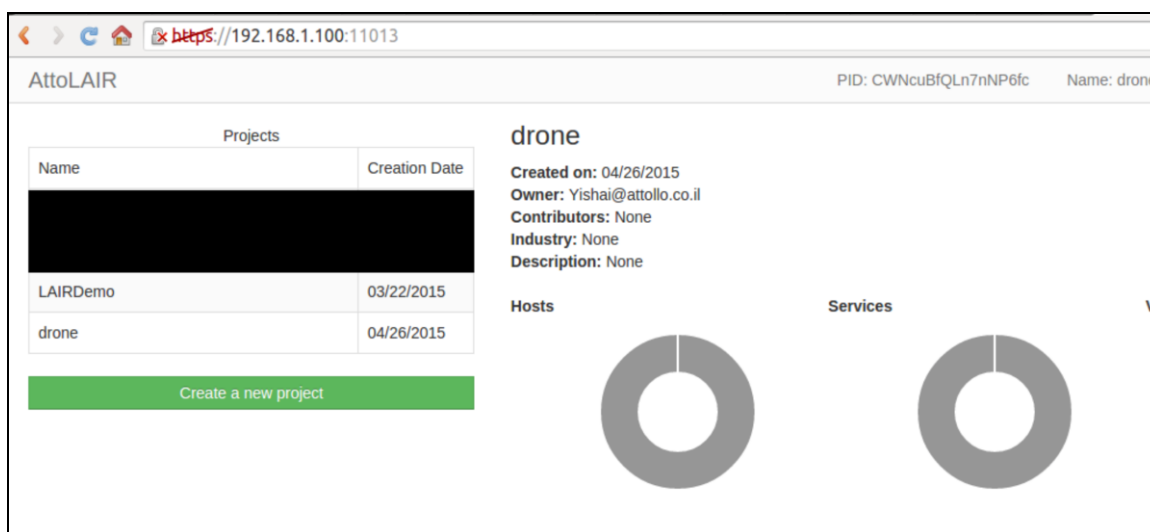 https://192.168.1.100:11013
AttoLAIR
PID: CWNcuBfQLn7nNP6fc
Name: drone
Projects
Name
Creation Date
LAIRDemo
03/22/2015
drone
04/26/2015
Create a new project
drone
Created on: 04/26/2015
Owner: Yishai@attollo.co.il
Contributors: None
Industry: None
Description: None
Hosts
Services